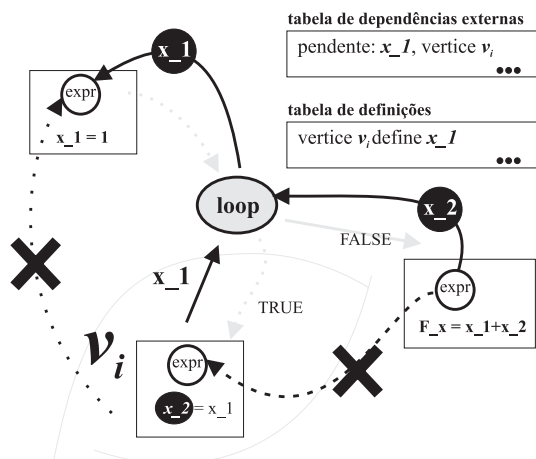 tabela de dependências externas
pendente: x_1, vertice vi
•••
tabela de definições
vertice vi define x_1
•••
x_1
expr
x_1 = 1
loop
x_2
FALSE
x_1
TRUE
expr
F_x = x_1+x_2
vi
expr
x_2 = x_1